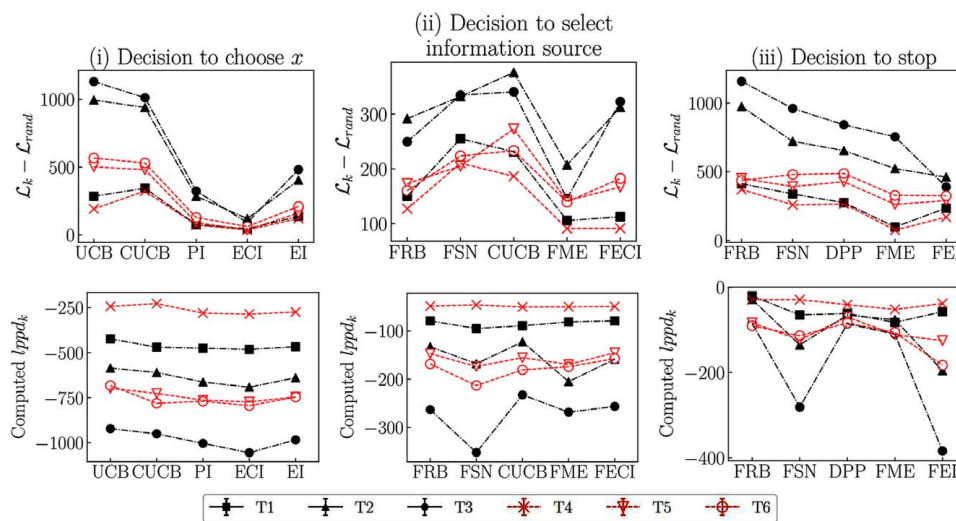 (i) Decision to choose x
(ii) Decision to select
information source
(iii) Decision to stop
ℒₖ − ℒ_rand
1000
500
0
UCB CUCB PI ECI EI
ℒₖ − ℒ_rand
300
200
100
FRB FSN CUCB FME FECI
ℒₖ − ℒ_rand
1000
500
0
FRB FSN DPP FME FEI
Computed lppdₖ
−250
−500
−750
−1000
UCB CUCB PI ECI EI
Computed lppdₖ
−100
−200
−300
FRB FSN CUCB FME FECI
Computed lppdₖ
0
−200
−400
FRB FSN DPP FME FEI
T1 T2 T3 T4 T5 T6